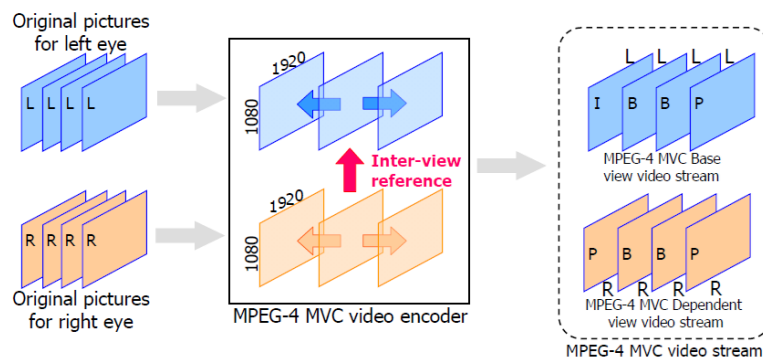 Original pictures
for left eye
L L L L
1920
1080
Inter-view
reference
1920
1080
MPEG-4 MVC video encoder
R R R R
Original pictures
for right eye
L L L L
I B B P
MPEG-4 MVC Base
view video stream
P B B P
R R R R
MPEG-4 MVC Dependent
view video stream
MPEG-4 MVC video stream